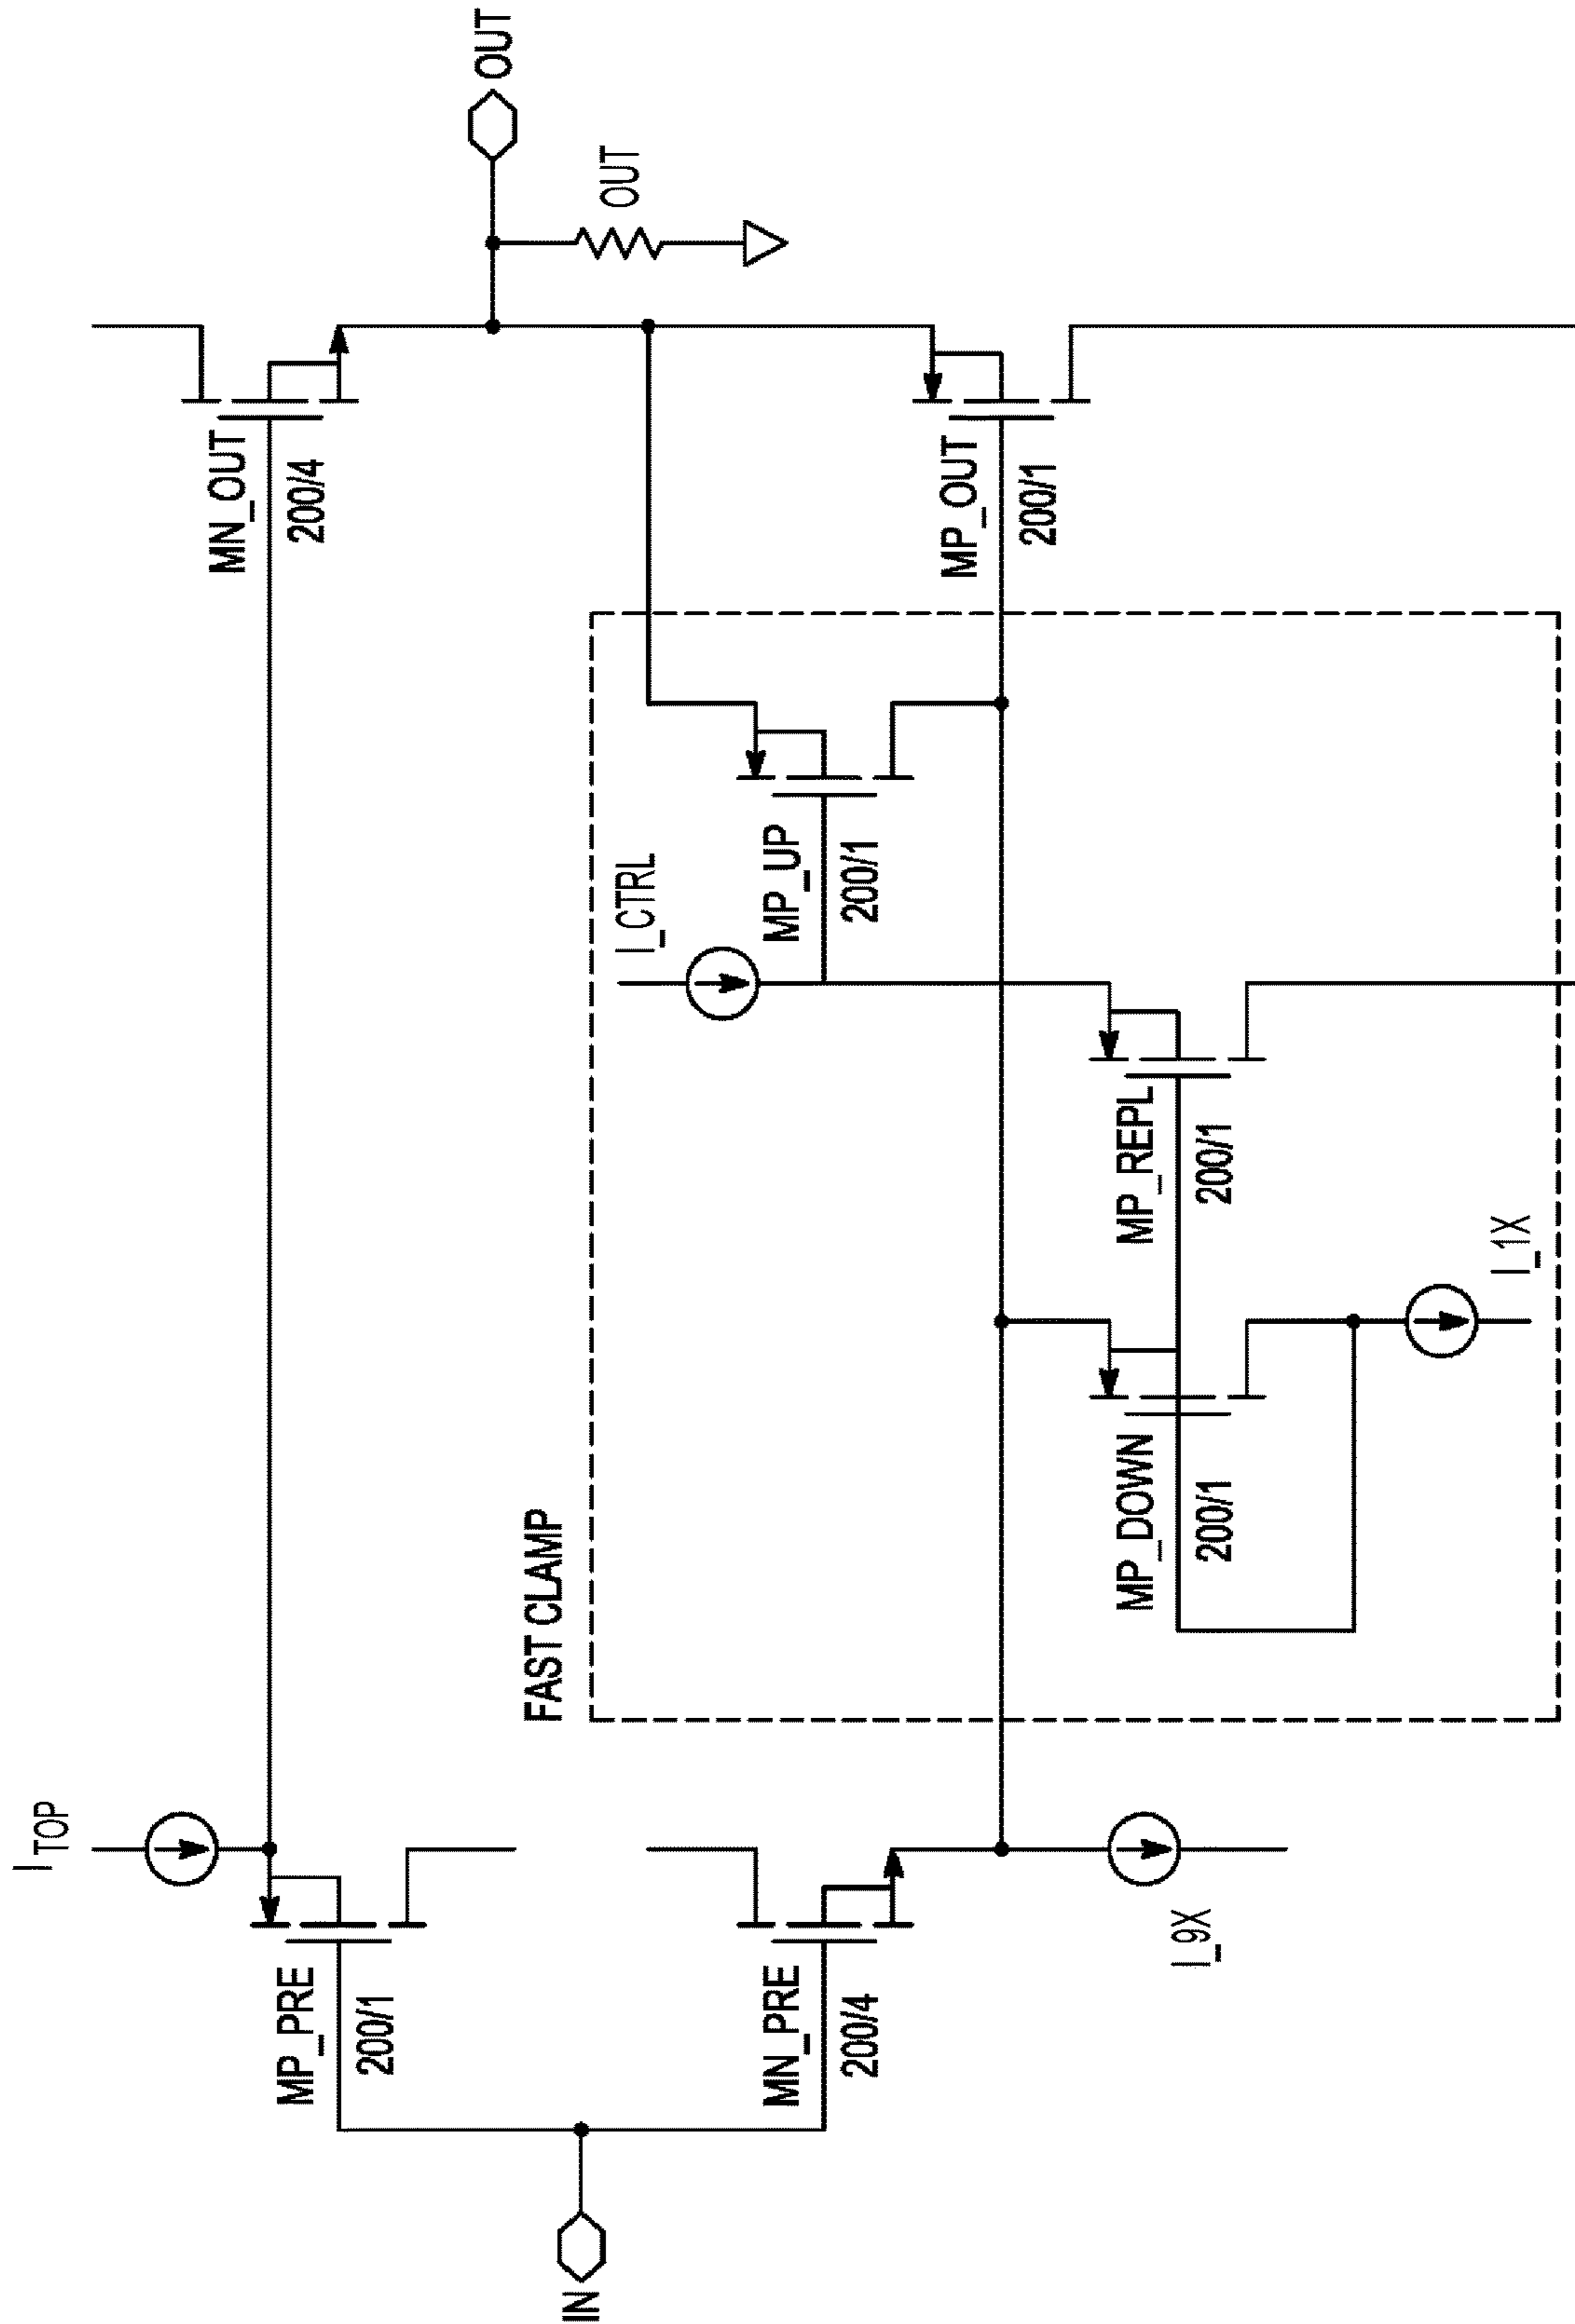 I_TOP
MP_PRE
200/1
MN_OUT
200/4
OUT
OUT
IN
MN_PRE
200/4
I_9X
FAST CLAMP
I_CTRL
MP_UP
200/1
MP_OUT
200/1
MP_DOWN
200/1
MP_REPL
200/1
I_1X